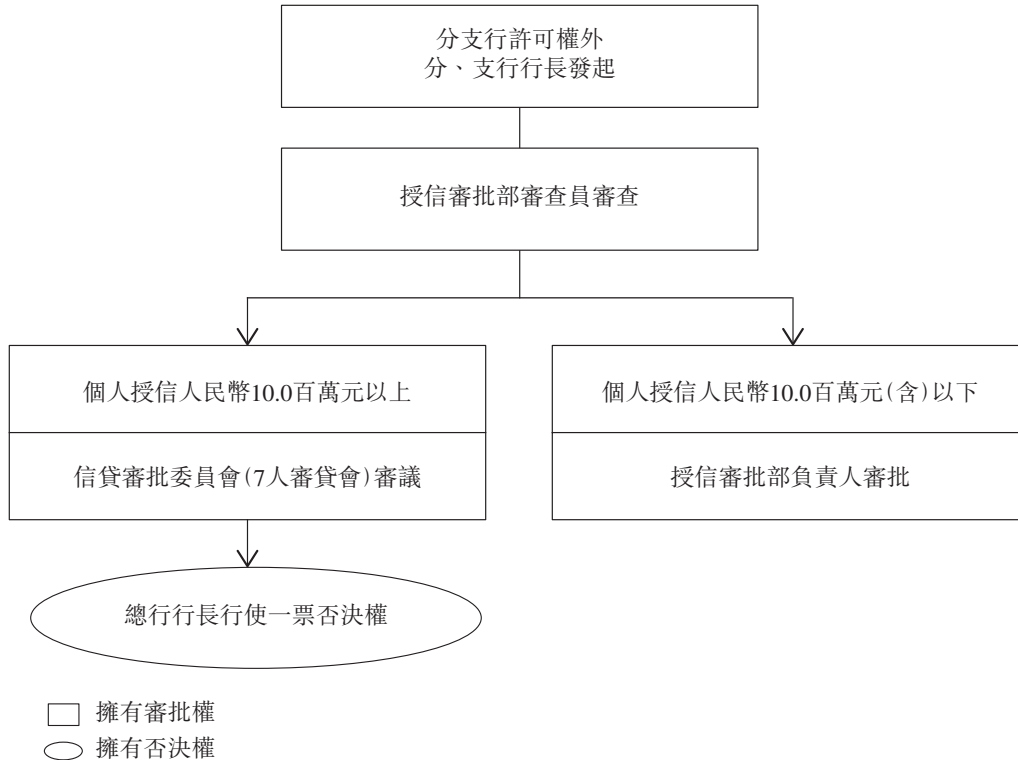 分支行許可權外
分、支行行長發起
授信審批部審查員審查
個人授信人民幣10.0百萬元以上
信貸審批委員會(7人審貸會)審議
個人授信人民幣10.0百萬元(含)以下
授信審批部負責人審批
總行行長行使一票否決權
擁有審批權
擁有否決權